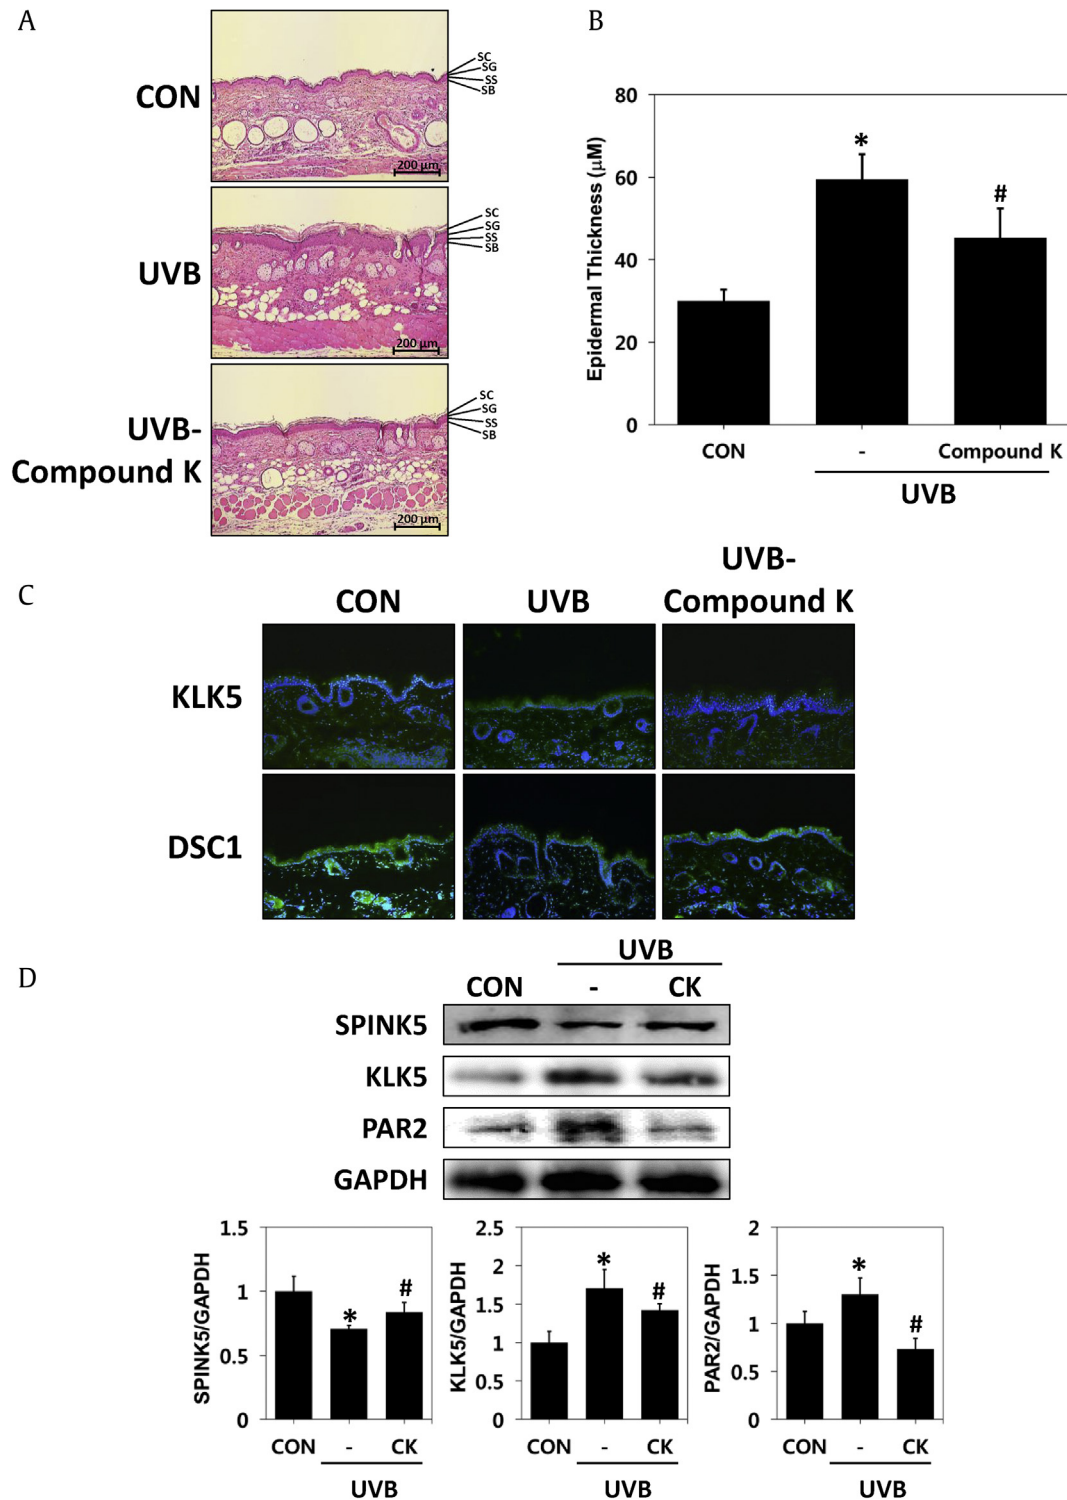 A
CON
SC
SG
SS
SB
200 µm
UVB
SC
SG
SS
SB
200 µm
UVB-
Compound K
SC
SG
SS
SB
200 µm
B
Epidermal Thickness (µM)
80
60
40
20
0
*
#
CON
-
Compound K
UVB
C
CON
UVB
UVB-
Compound K
KLK5
DSC1
D
UVB
CON
-
CK
SPINK5
KLK5
PAR2
GAPDH
SPINK5/GAPDH
1.5
1
0.5
0
*
#
CON
-
CK
UVB
KLK5/GAPDH
2.5
2
1.5
1
0.5
0
*
#
CON
-
CK
UVB
PAR2/GAPDH
2
1.5
1
0.5
0
*
#
CON
-
CK
UVB